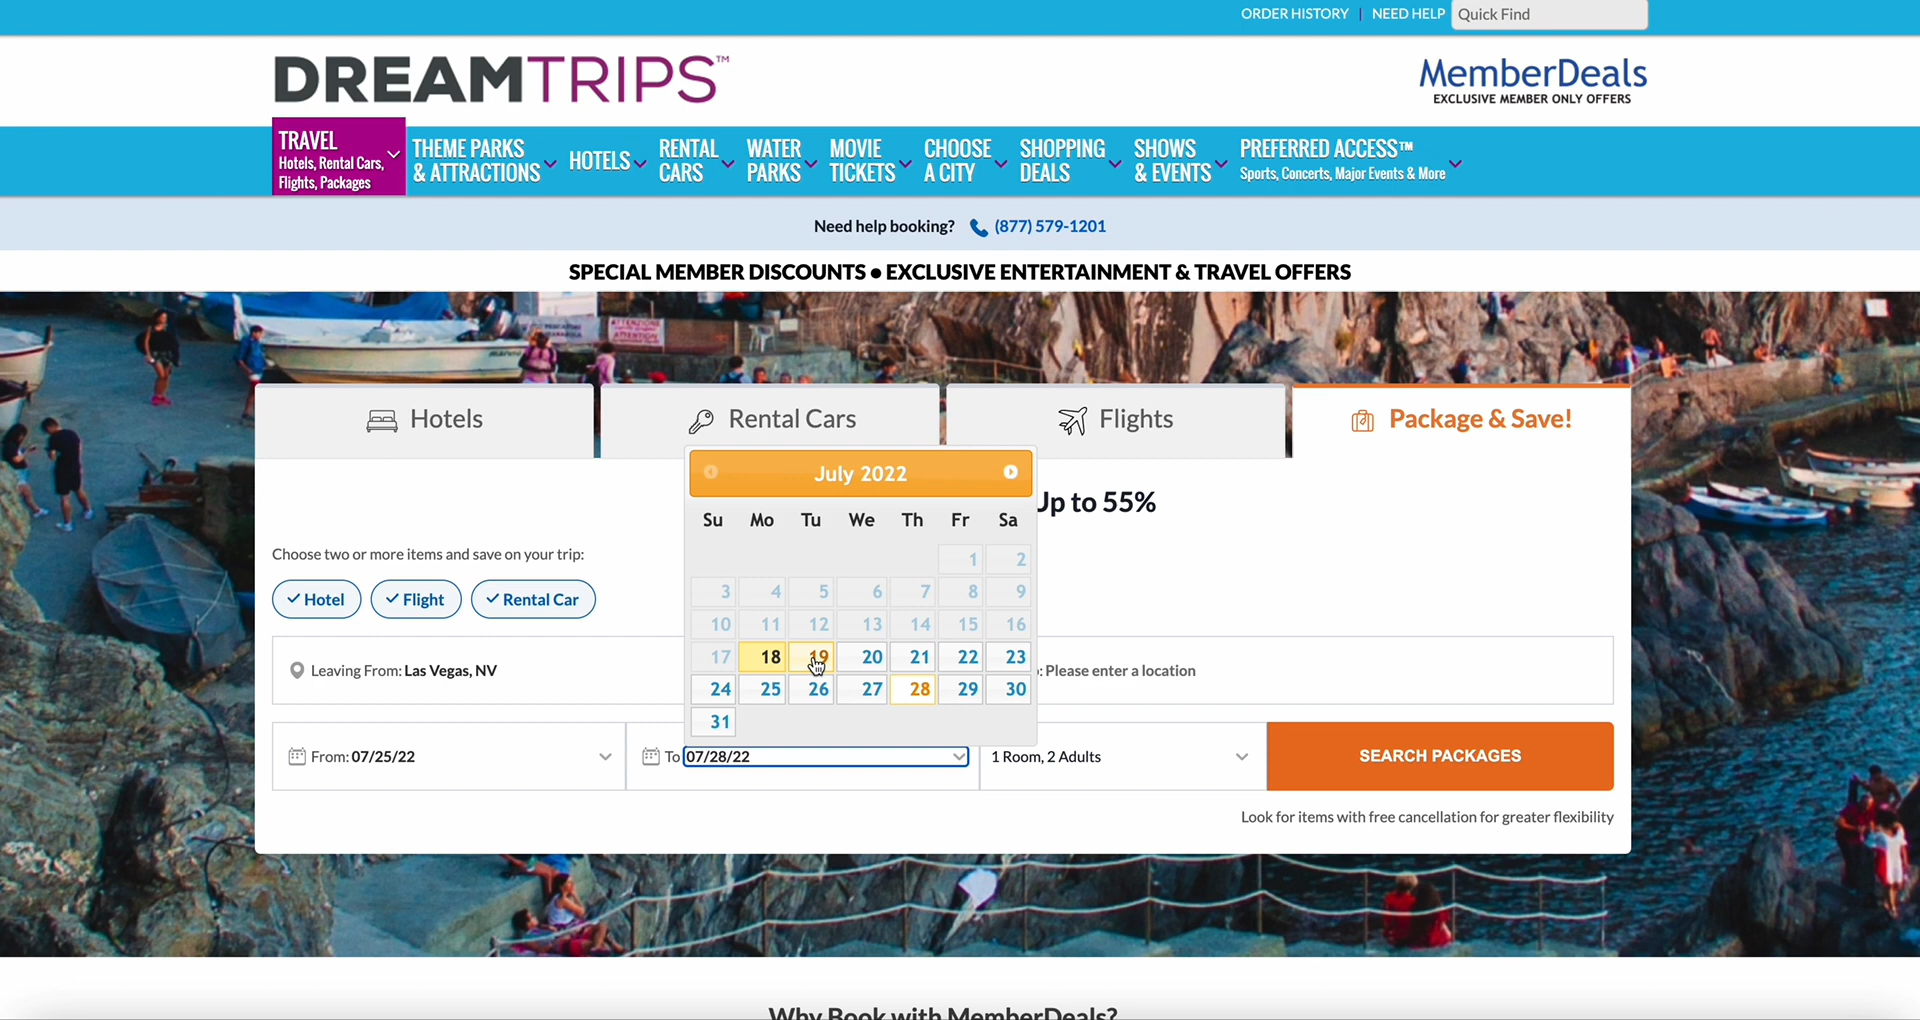 ORDER HISTORY | NEED HELP Quick Find
DREAMTRIPS™
MemberDeals
EXCLUSIVE MEMBER ONLY OFFERS
TRAVEL
Hotels, Rental Cars,
Flights, Packages
THEME PARKS
& ATTRACTIONS
HOTELS
RENTAL
CARS
WATER
PARKS
MOVIE
TICKETS
CHOOSE
A CITY
SHOPPING
DEALS
SHOWS
& EVENTS
PREFERRED ACCESS™
Sports, Concerts, Major Events & More
Need help booking? (877) 579-1201
SPECIAL MEMBER DISCOUNTS ● EXCLUSIVE ENTERTAINMENT & TRAVEL OFFERS
ATTENZIONE
Hotels
Rental Cars
Flights
Package & Save!
Up to 55%
July 2022
Su Mo Tu We Th Fr Sa
1 2
3 4 5 6 7 8 9
10 11 12 13 14 15 16
17 18 19 20 21 22 23
24 25 26 27 28 29 30
31
Choose two or more items and save on your trip:
Hotel Flight Rental Car
Leaving From: Las Vegas, NV
: Please enter a location
From: 07/25/22
To 07/28/22
1 Room, 2 Adults
SEARCH PACKAGES
Look for items with free cancellation for greater flexibility
Why Book with MemberDeals?